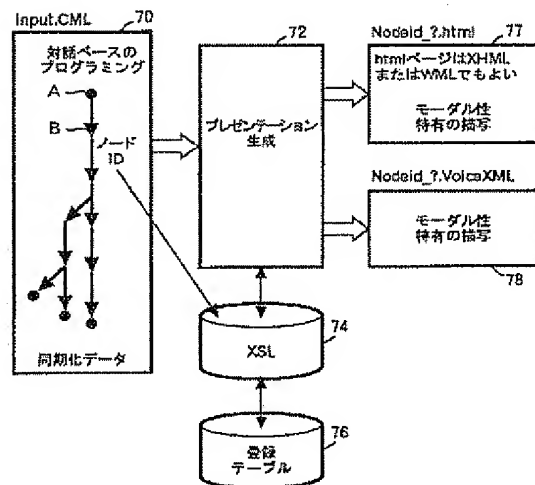 Input.CML
70
対話ベースの
プログラミング
A
B
ノード
ID
同期化データ
72
プレゼンテーション
生成
Nodeid_?.html
77
htmlページはXHML
またはWMLでもよい
モーダル性
特有の描写
Nodeid_?.VoiceXML
モーダル性
特有の描写
78
XSL
74
登録
テーブル
76